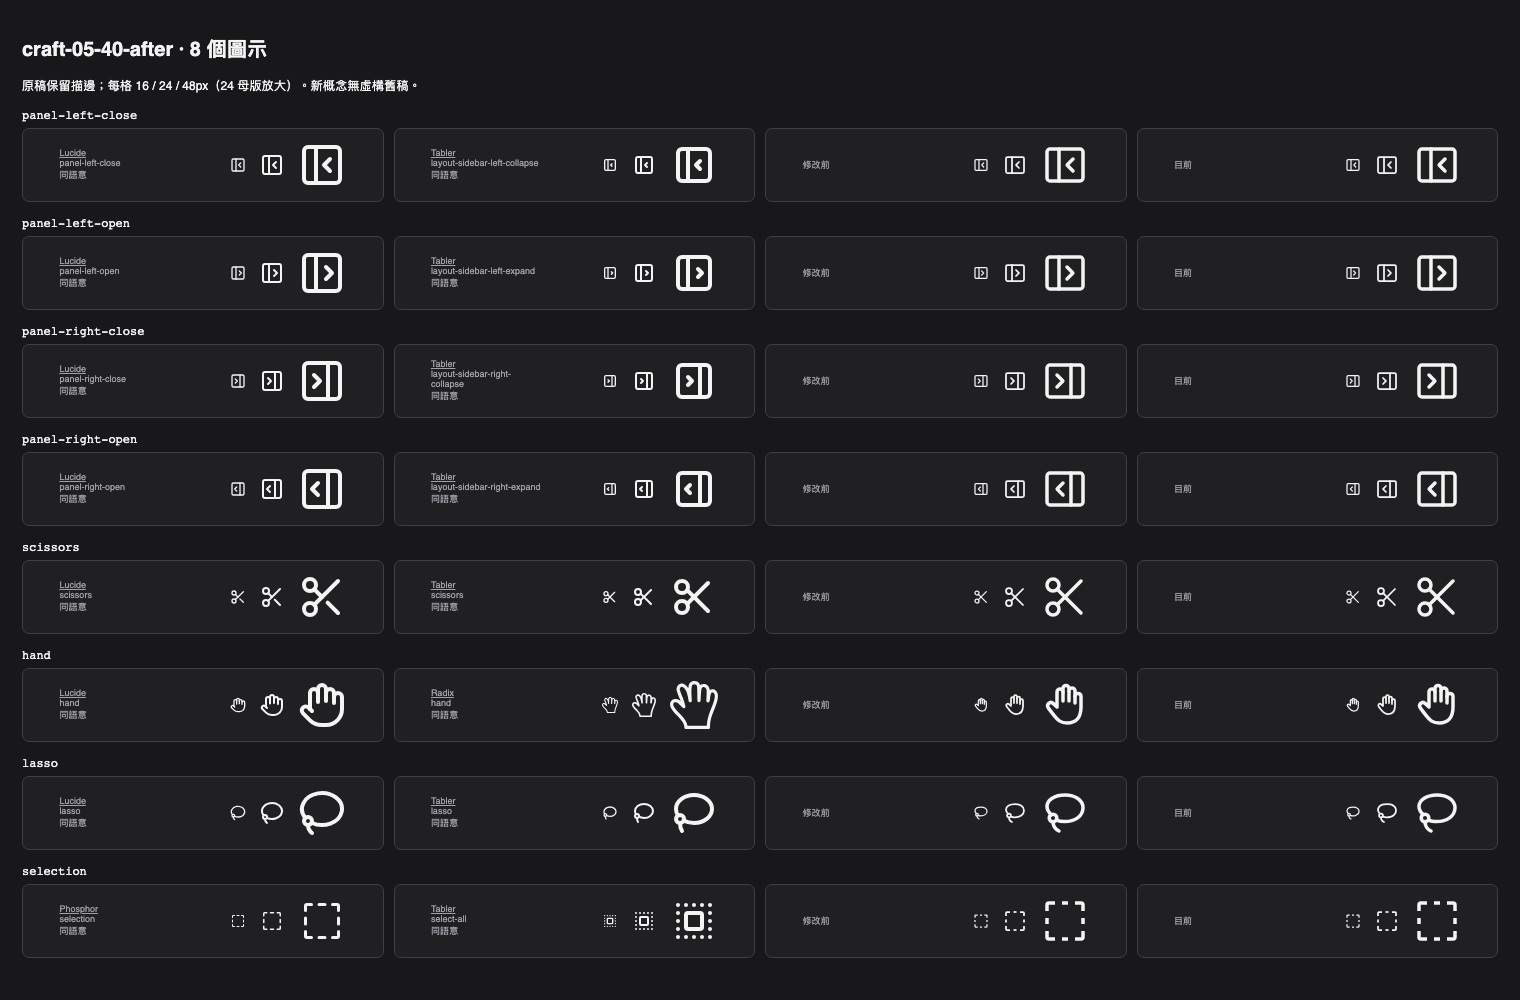 craft-05-40-after · 8 個圖示
原稿保留描邊；每格 16 / 24 / 48px（24 母版放大）。新概念無虛構舊稿。
panel-left-close
Lucide
panel-left-close
同語意
Tabler
layout-sidebar-left-collapse
同語意
修改前
目前
panel-left-open
Lucide
panel-left-open
同語意
Tabler
layout-sidebar-left-expand
同語意
修改前
目前
panel-right-close
Lucide
panel-right-close
同語意
Tabler
layout-sidebar-right-
collapse
同語意
修改前
目前
panel-right-open
Lucide
panel-right-open
同語意
Tabler
layout-sidebar-right-expand
同語意
修改前
目前
scissors
Lucide
scissors
同語意
Tabler
scissors
同語意
修改前
目前
hand
Lucide
hand
同語意
Radix
hand
同語意
修改前
目前
lasso
Lucide
lasso
同語意
Tabler
lasso
同語意
修改前
目前
selection
Phosphor
selection
同語意
Tabler
select-all
同語意
修改前
目前